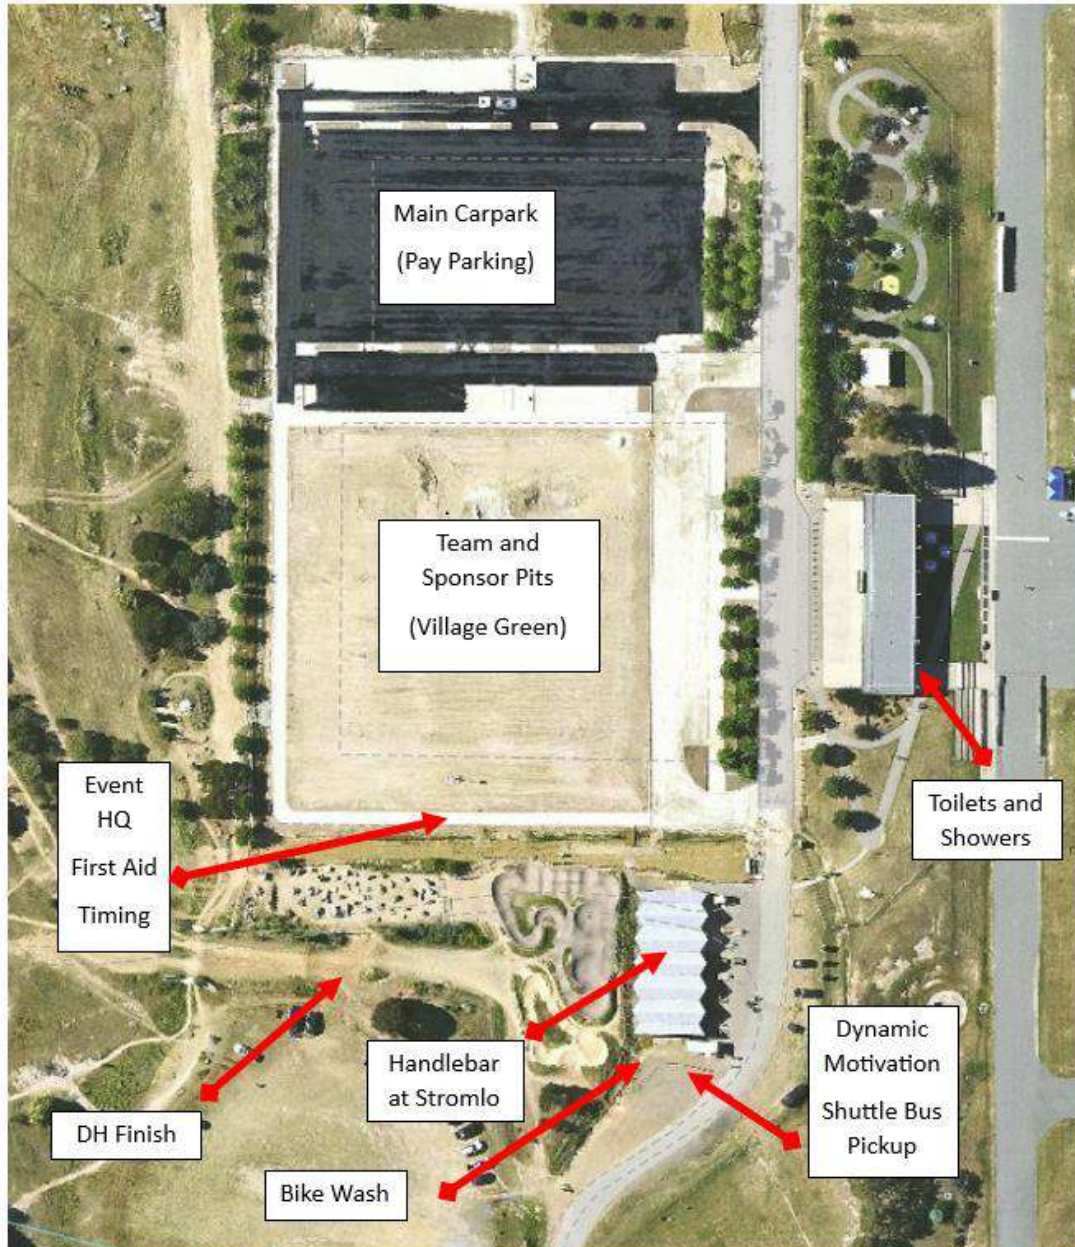 Main Carpark
(Pay Parking)
Team and
Sponsor Pits
(Village Green)
Event
HQ
First Aid
Timing
Toilets and
Showers
Handlebar
at Stromlo
Dynamic
Motivation
Shuttle Bus
Pickup
DH Finish
Bike Wash